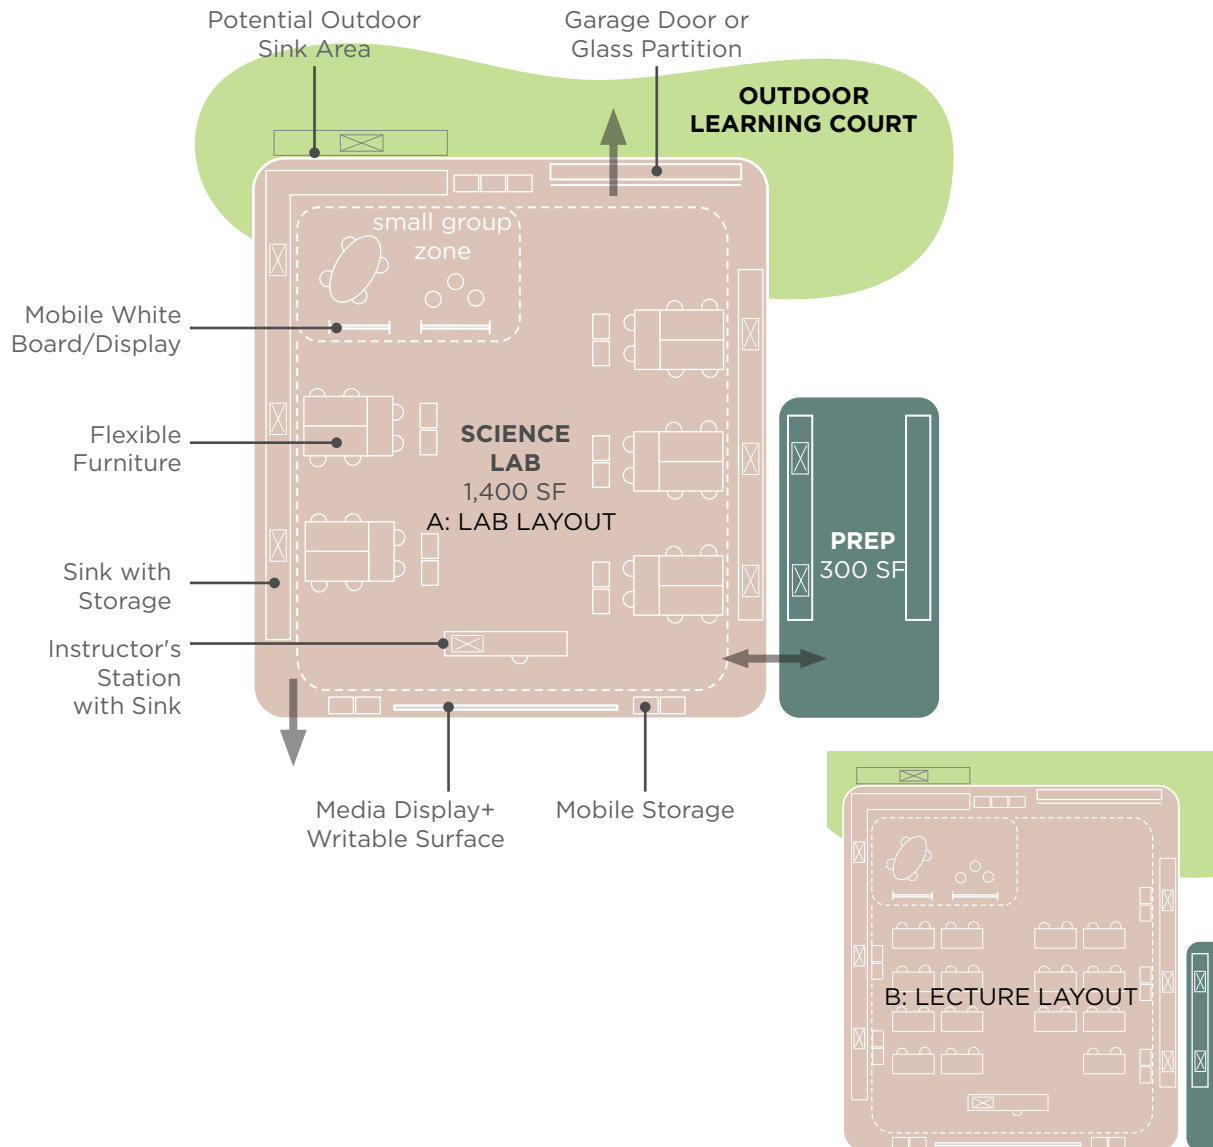 Potential Outdoor
Sink Area
Garage Door or
Glass Partition
OUTDOOR
LEARNING COURT
small group
zone
Mobile White
Board/Display
Flexible
Furniture
SCIENCE
LAB
1,400 SF
A: LAB LAYOUT
PREP
300 SF
Sink with
Storage
Instructor's
Station
with Sink
Media Display+
Writable Surface
Mobile Storage
B: LECTURE LAYOUT